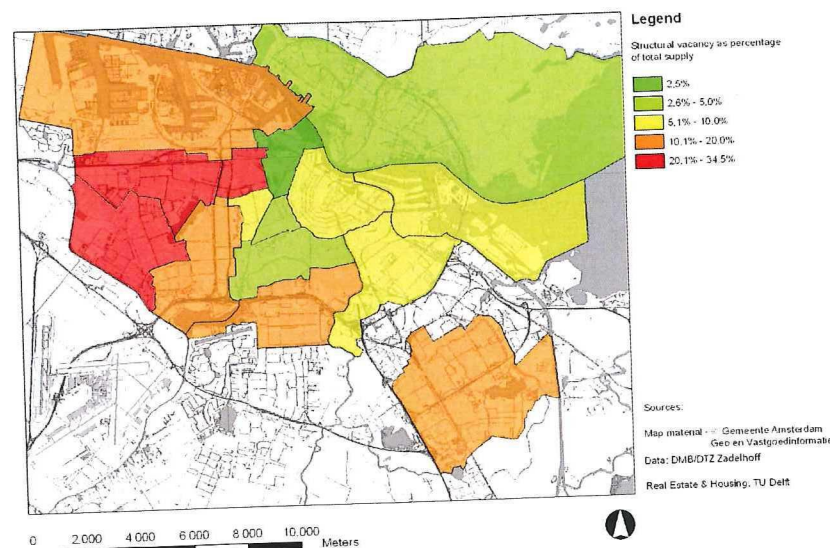 Legend
Structural vacancy as percentage
of total supply
2.5%
2.6% - 5.0%
5.1% - 10.0%
10.1% - 20.0%
20.1% - 34.5%
Sources:
Map material - Gemeente Amsterdam
Geo en Vastgoedinformatie
Data: DMB/DTZ Zadelhoff
Real Estate & Housing, TU Delft
0 2.000 4 000 6 000 8 000 10.000
Meters